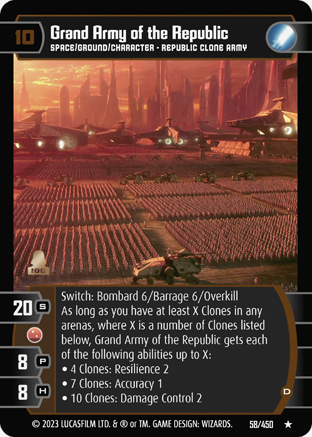 10
Grand Army of the Republic
SPACE/GROUND/CHARACTER - REPUBLIC CLONE ARMY
20 S
8 P
8 H
Switch: Bombard 6/Barrage 6/Overkill
As long as you have at least X Clones in any
arenas, where X is a number of Clones listed
below, Grand Army of the Republic gets each
of the following abilities up to X:
• 4 Clones: Resilience 2
• 7 Clones: Accuracy 1
• 10 Clones: Damage Control 2
D
© 2023 LUCASFILM LTD. & ® or TM. GAME DESIGN: WIZARDS.
58/450 ★